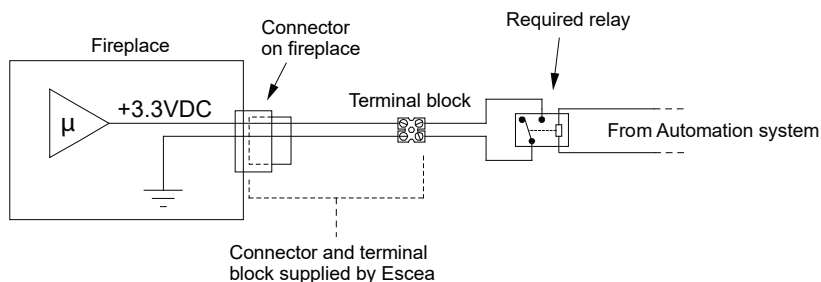 Required relay
Connector
on fireplace
Fireplace
+3.3VDC
Terminal block
µ
From Automation system
Connector and terminal
block supplied by Escea